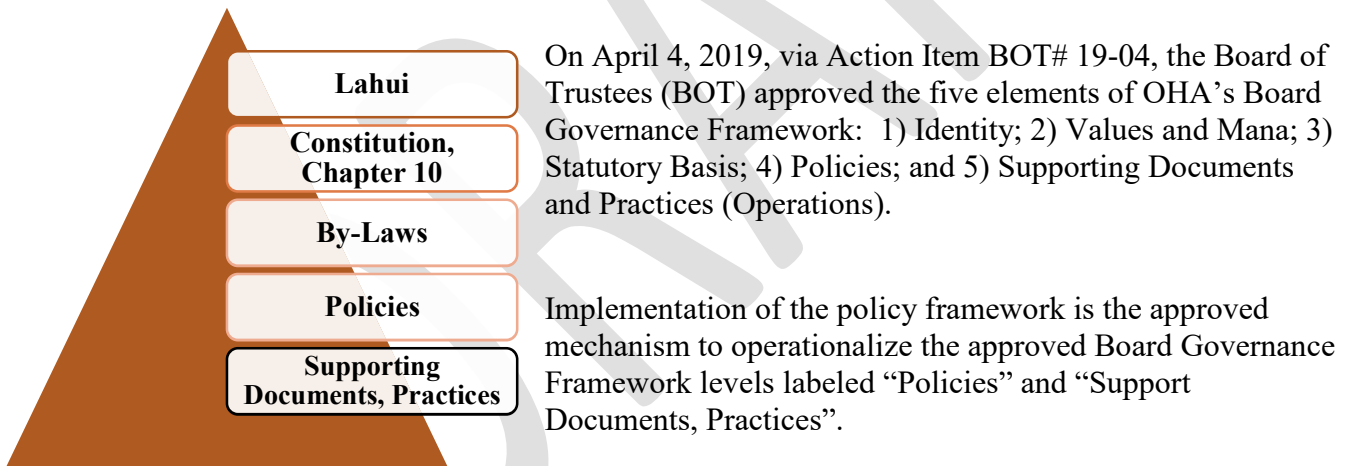 Lahui
Constitution,
Chapter 10
By-Laws
Policies
Supporting
Documents, Practices
On April 4, 2019, via Action Item BOT# 19-04, the Board of
Trustees (BOT) approved the five elements of OHA’s Board
Governance Framework:  1) Identity; 2) Values and Mana; 3)
Statutory Basis; 4) Policies; and 5) Supporting Documents
and Practices (Operations).
Implementation of the policy framework is the approved
mechanism to operationalize the approved Board Governance
Framework levels labeled “Policies” and “Support
Documents, Practices”.